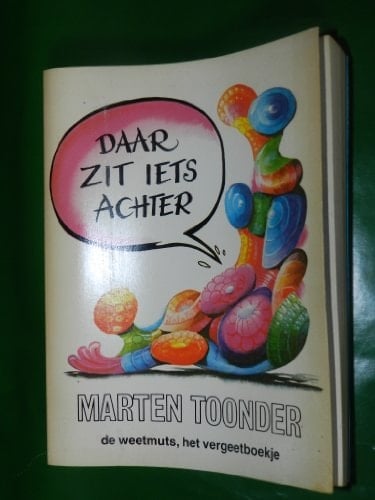 DAAR
ZIT IETS
ACHTER
MARTEN TOONDER
de weetmuts, het vergeetboekje